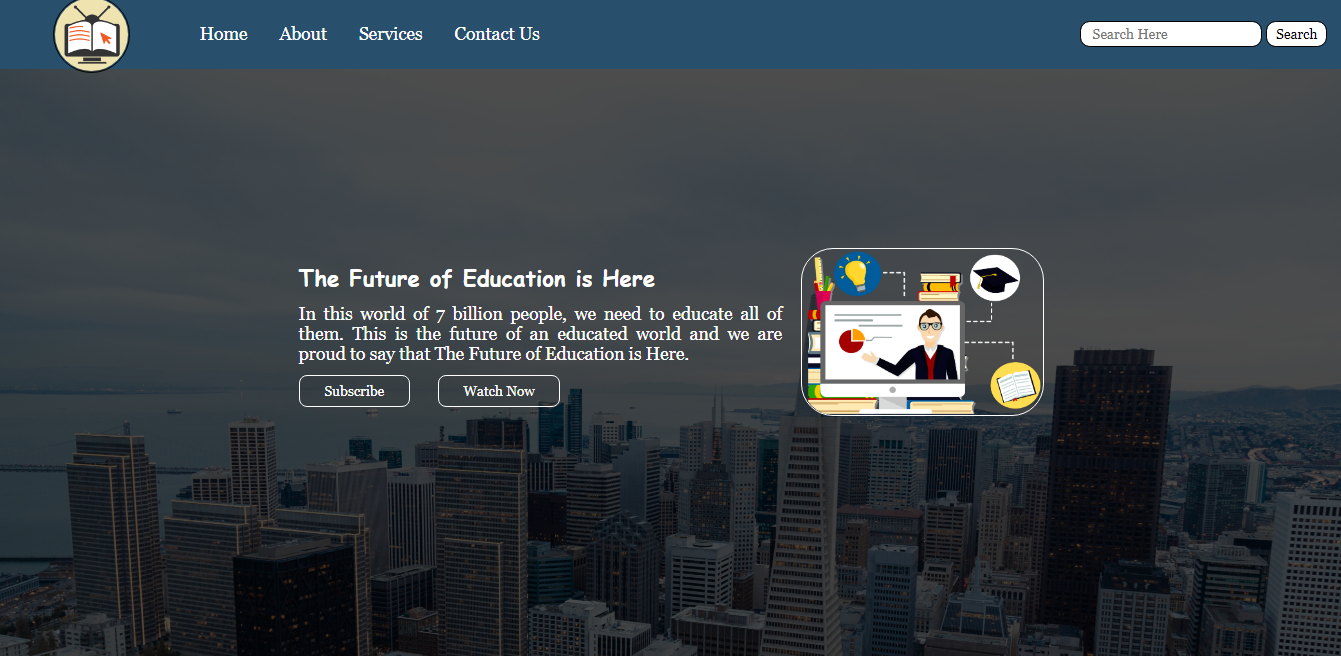 Home About Services Contact Us Search Here Search
The Future of Education is Here
In this world of 7 billion people, we need to educate all of
them. This is the future of an educated world and we are
proud to say that The Future of Education is Here.
Subscribe Watch Now